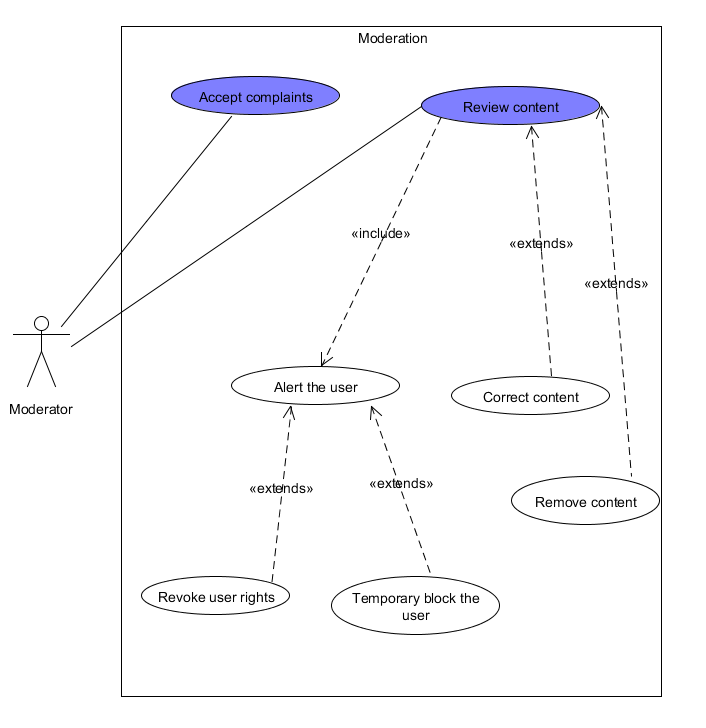 Moderation
Accept complaints
Review content
«include»
«extends»
«extends»
Moderator
Alert the user
Correct content
«extends»
«extends»
Remove content
Revoke user rights
Temporary block the
user